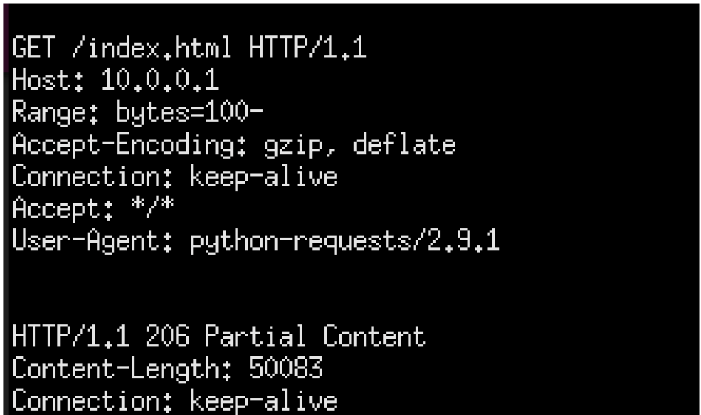 GET /index.html HTTP/1.1
Host: 10.0.0.1
Range: bytes=100-
Accept-Encoding: gzip, deflate
Connection: keep-alive
Accept: */*
User-Agent: python-requests/2.9.1
HTTP/1.1 206 Partial Content
Content-Length: 50083
Connection: keep-alive